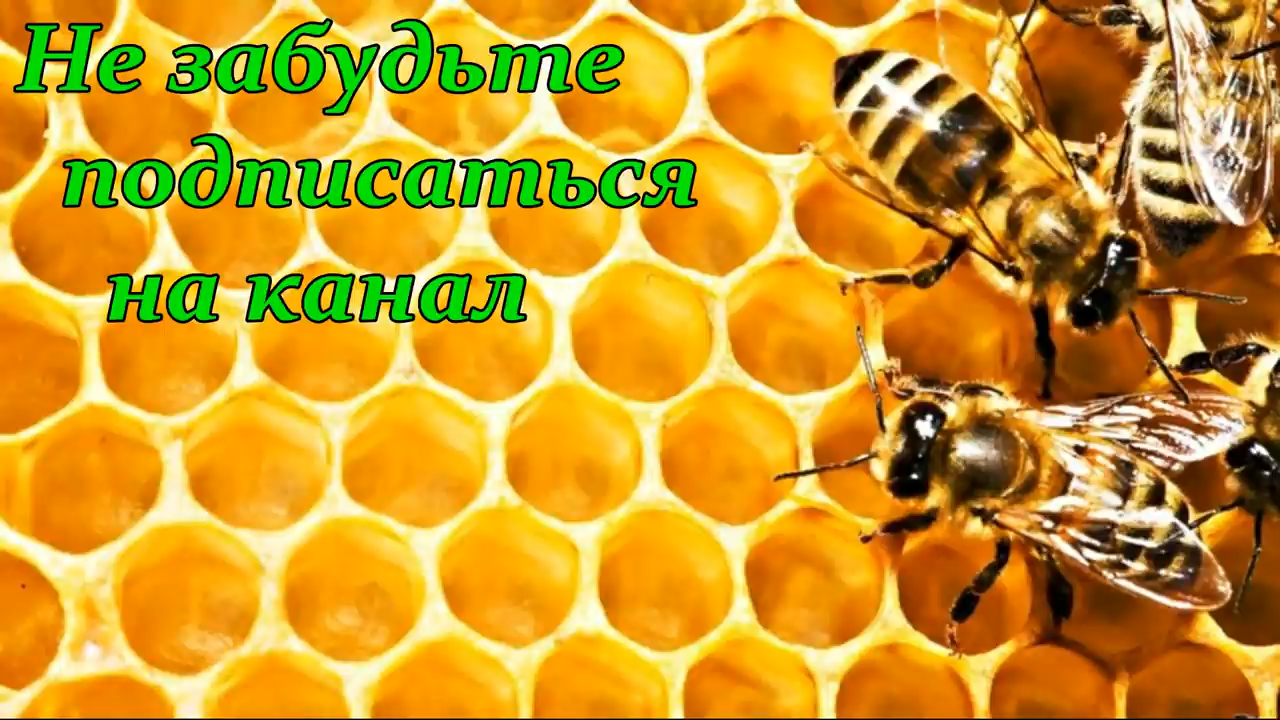 Не забудьте
подписаться
на канал